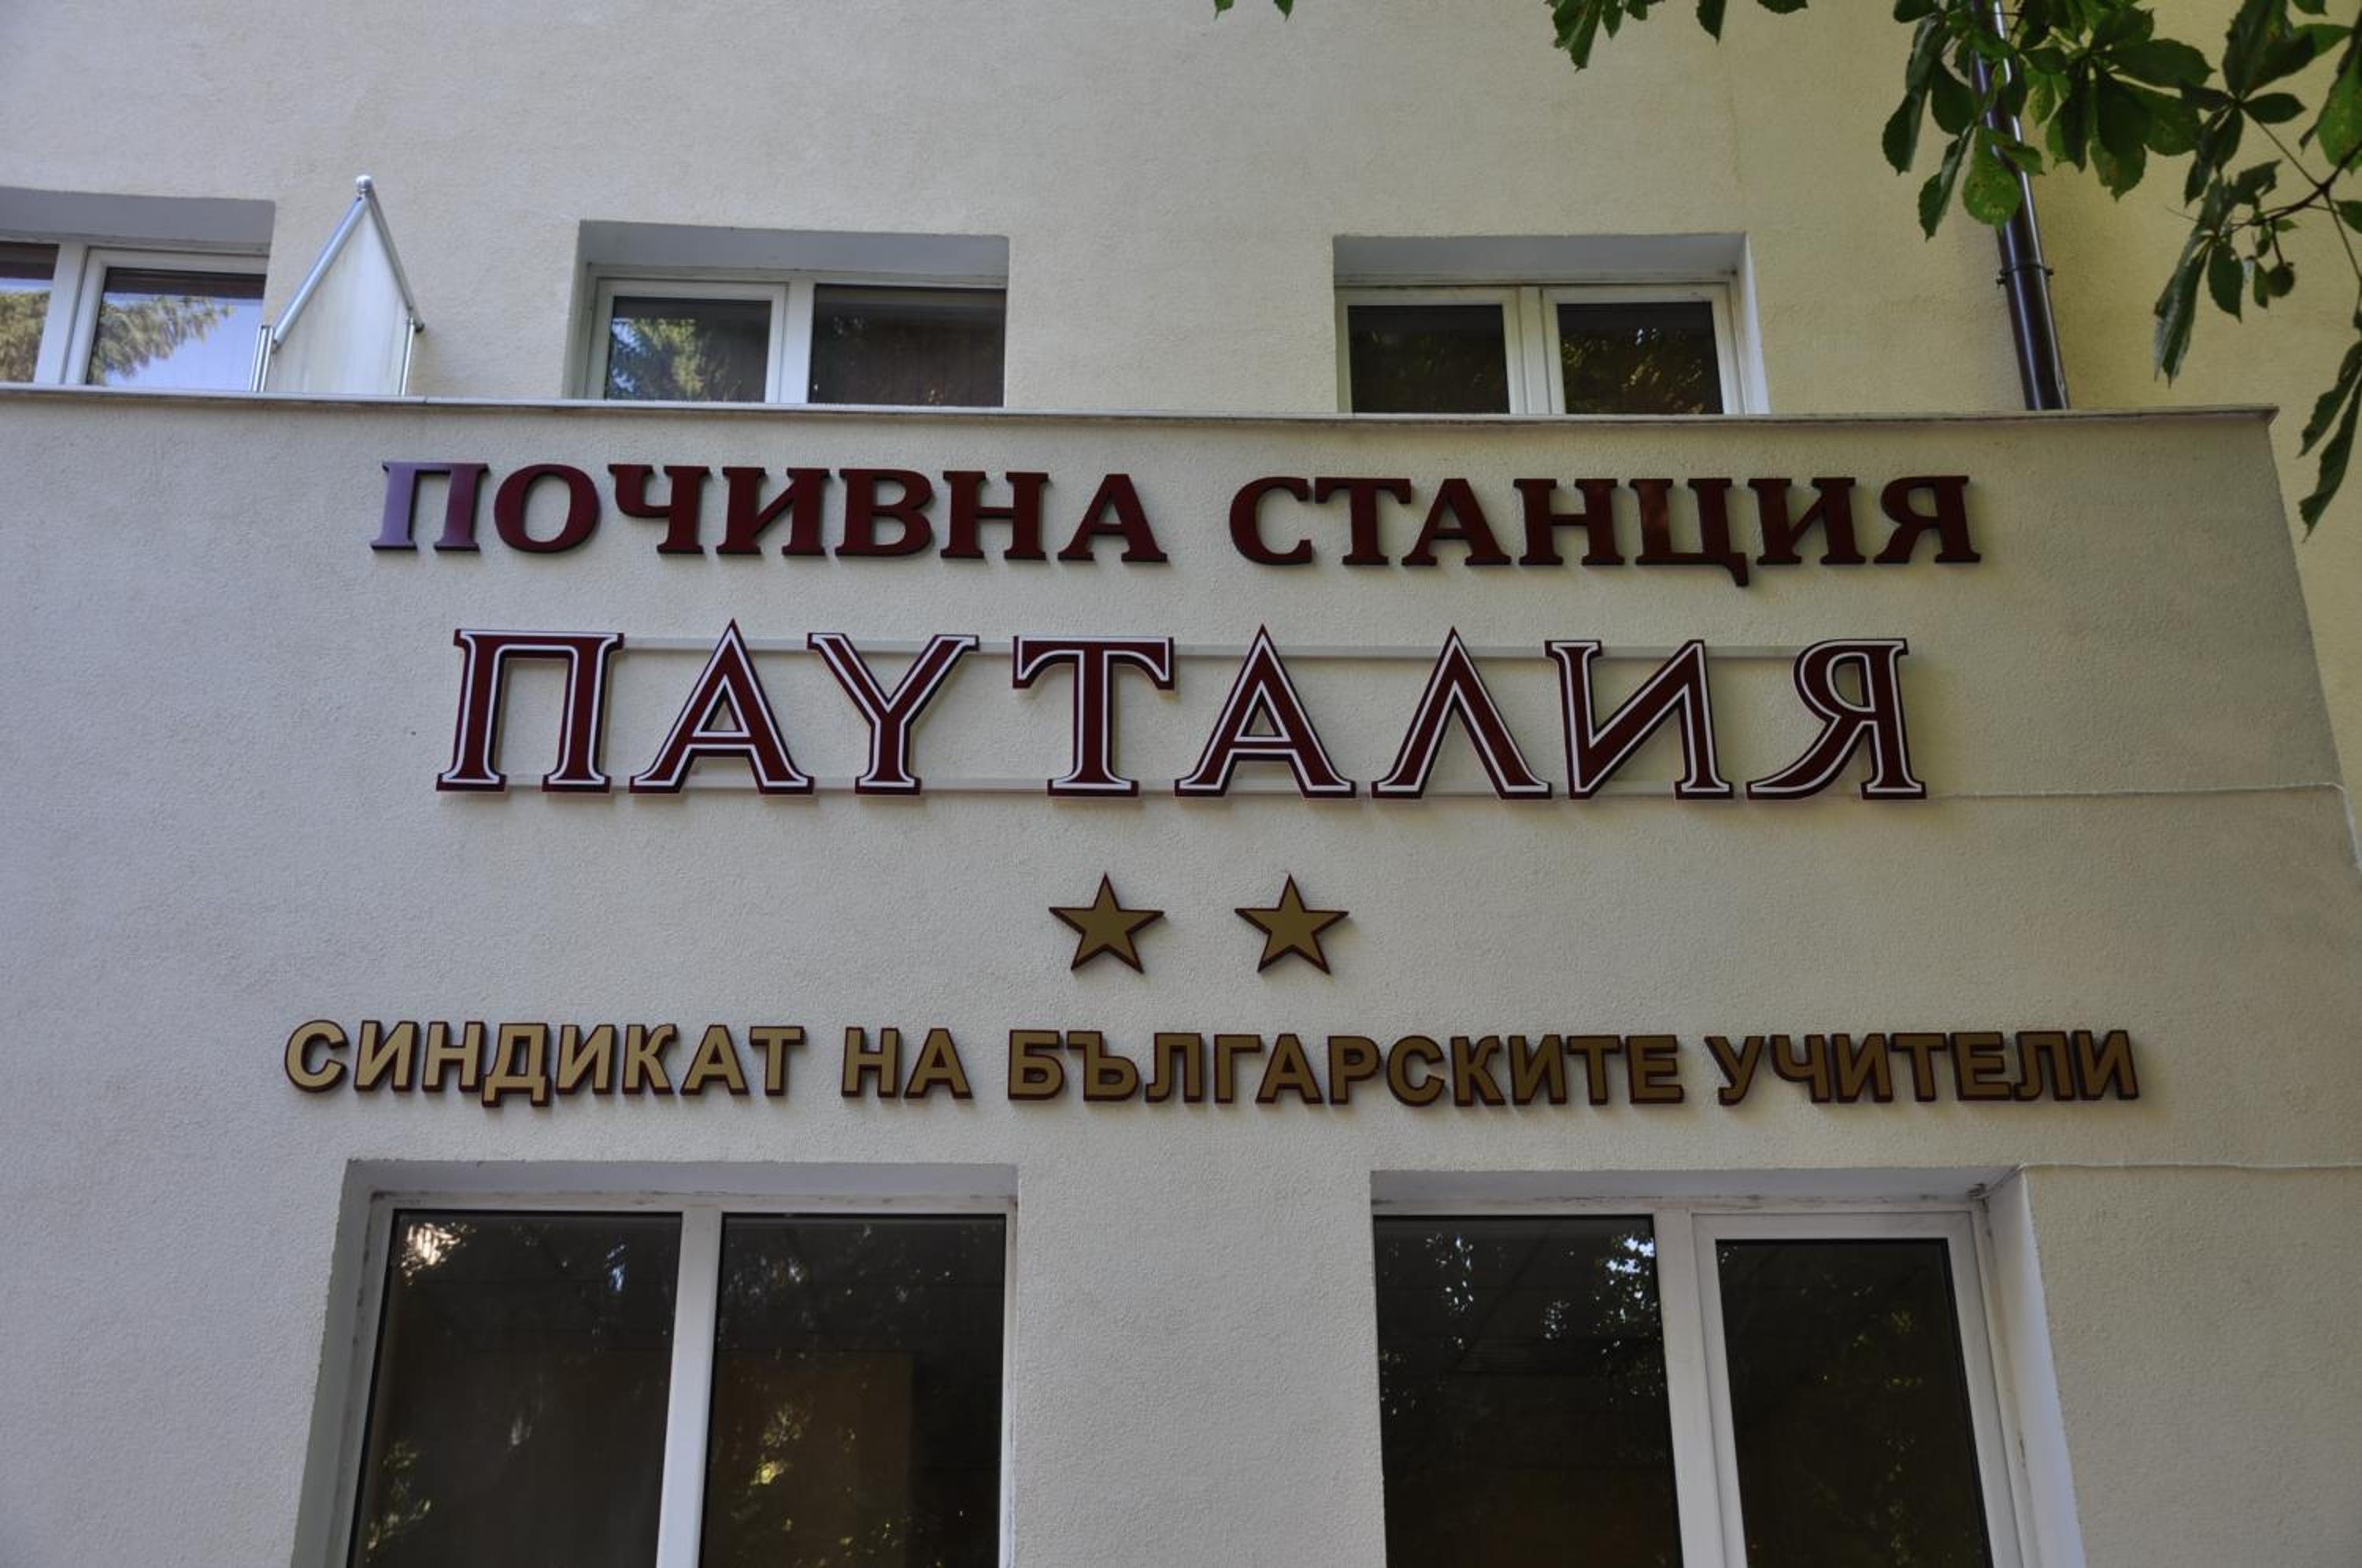 ПОЧИВНА СТАНЦИЯ
ПАУТАЛИЯ
СИНДИКАТ НА БЪЛГАРСКИТЕ УЧИТЕЛИ